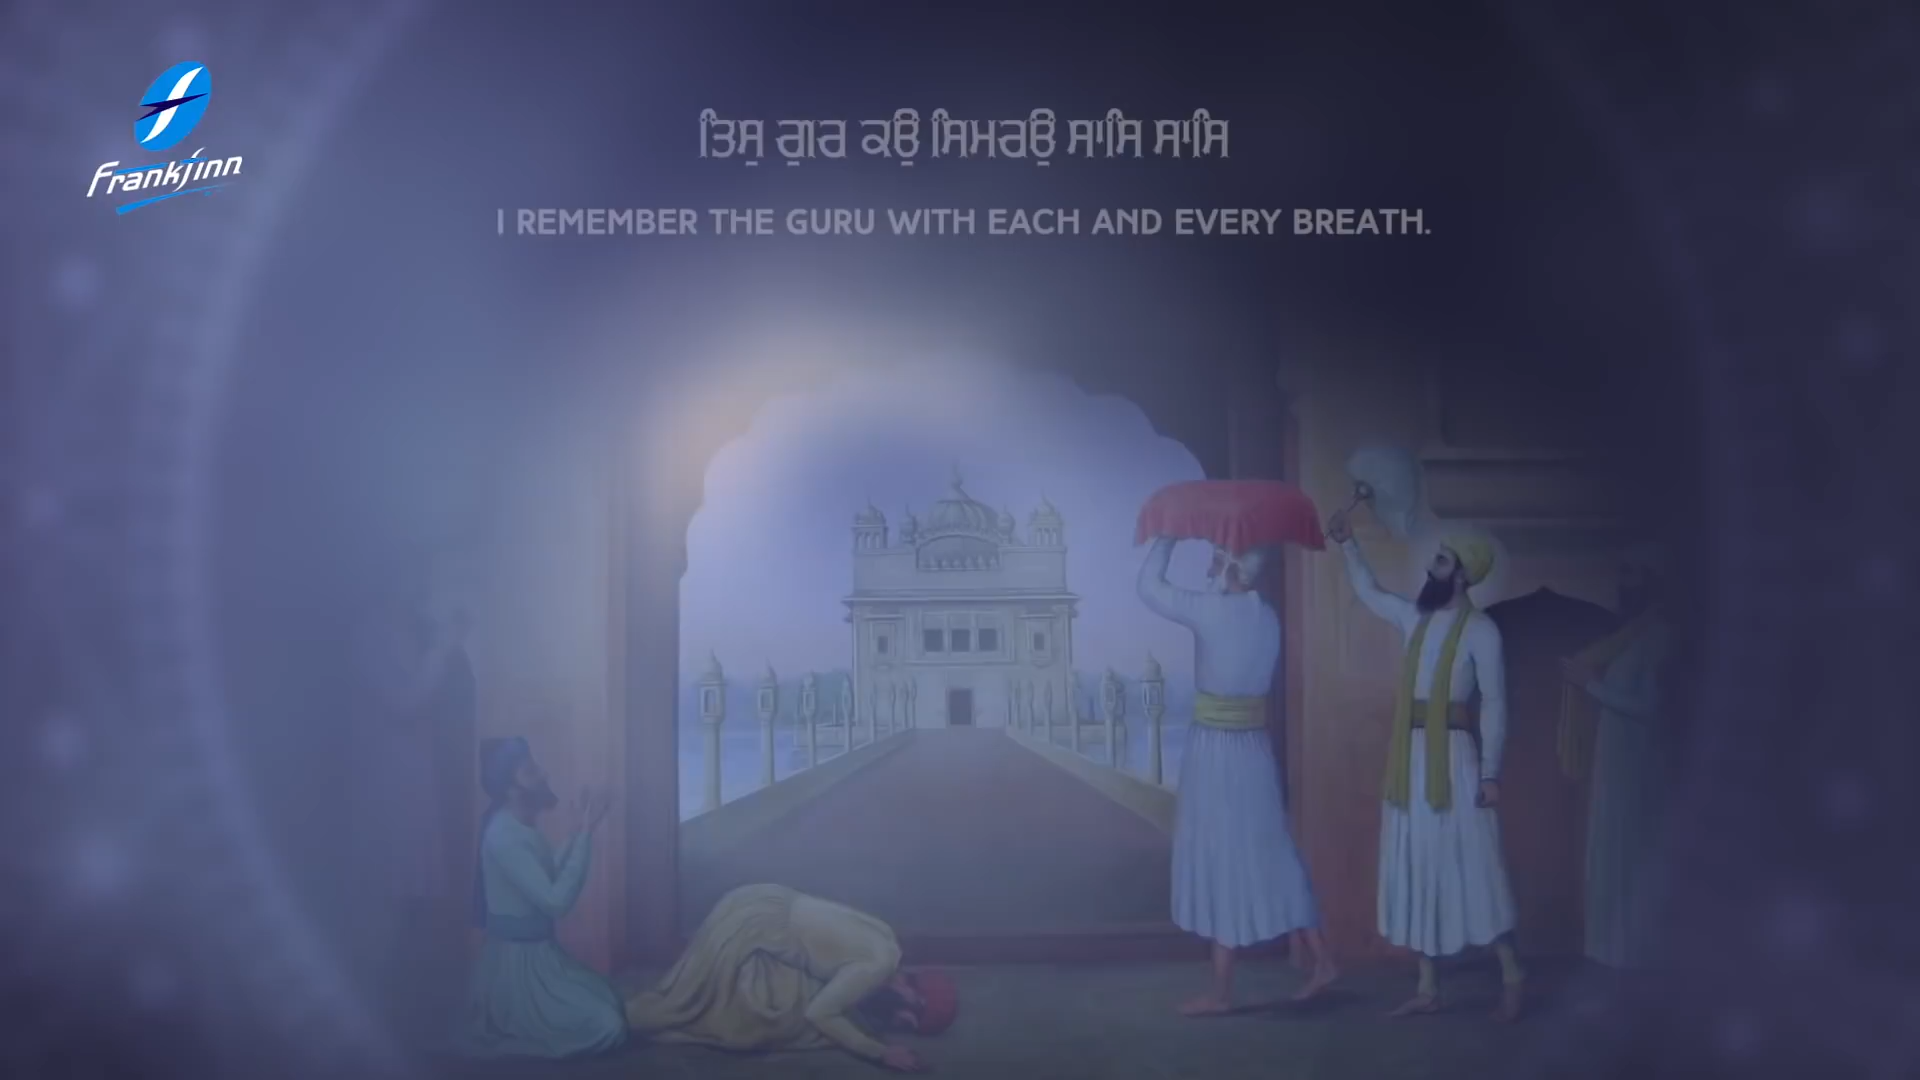 Frankfinn
ਤਿਸੁ ਗੁਰ ਕਉ ਸਿਮਰਉ ਸਾਸਿ ਸਾਸਿ
I REMEMBER THE GURU WITH EACH AND EVERY BREATH.